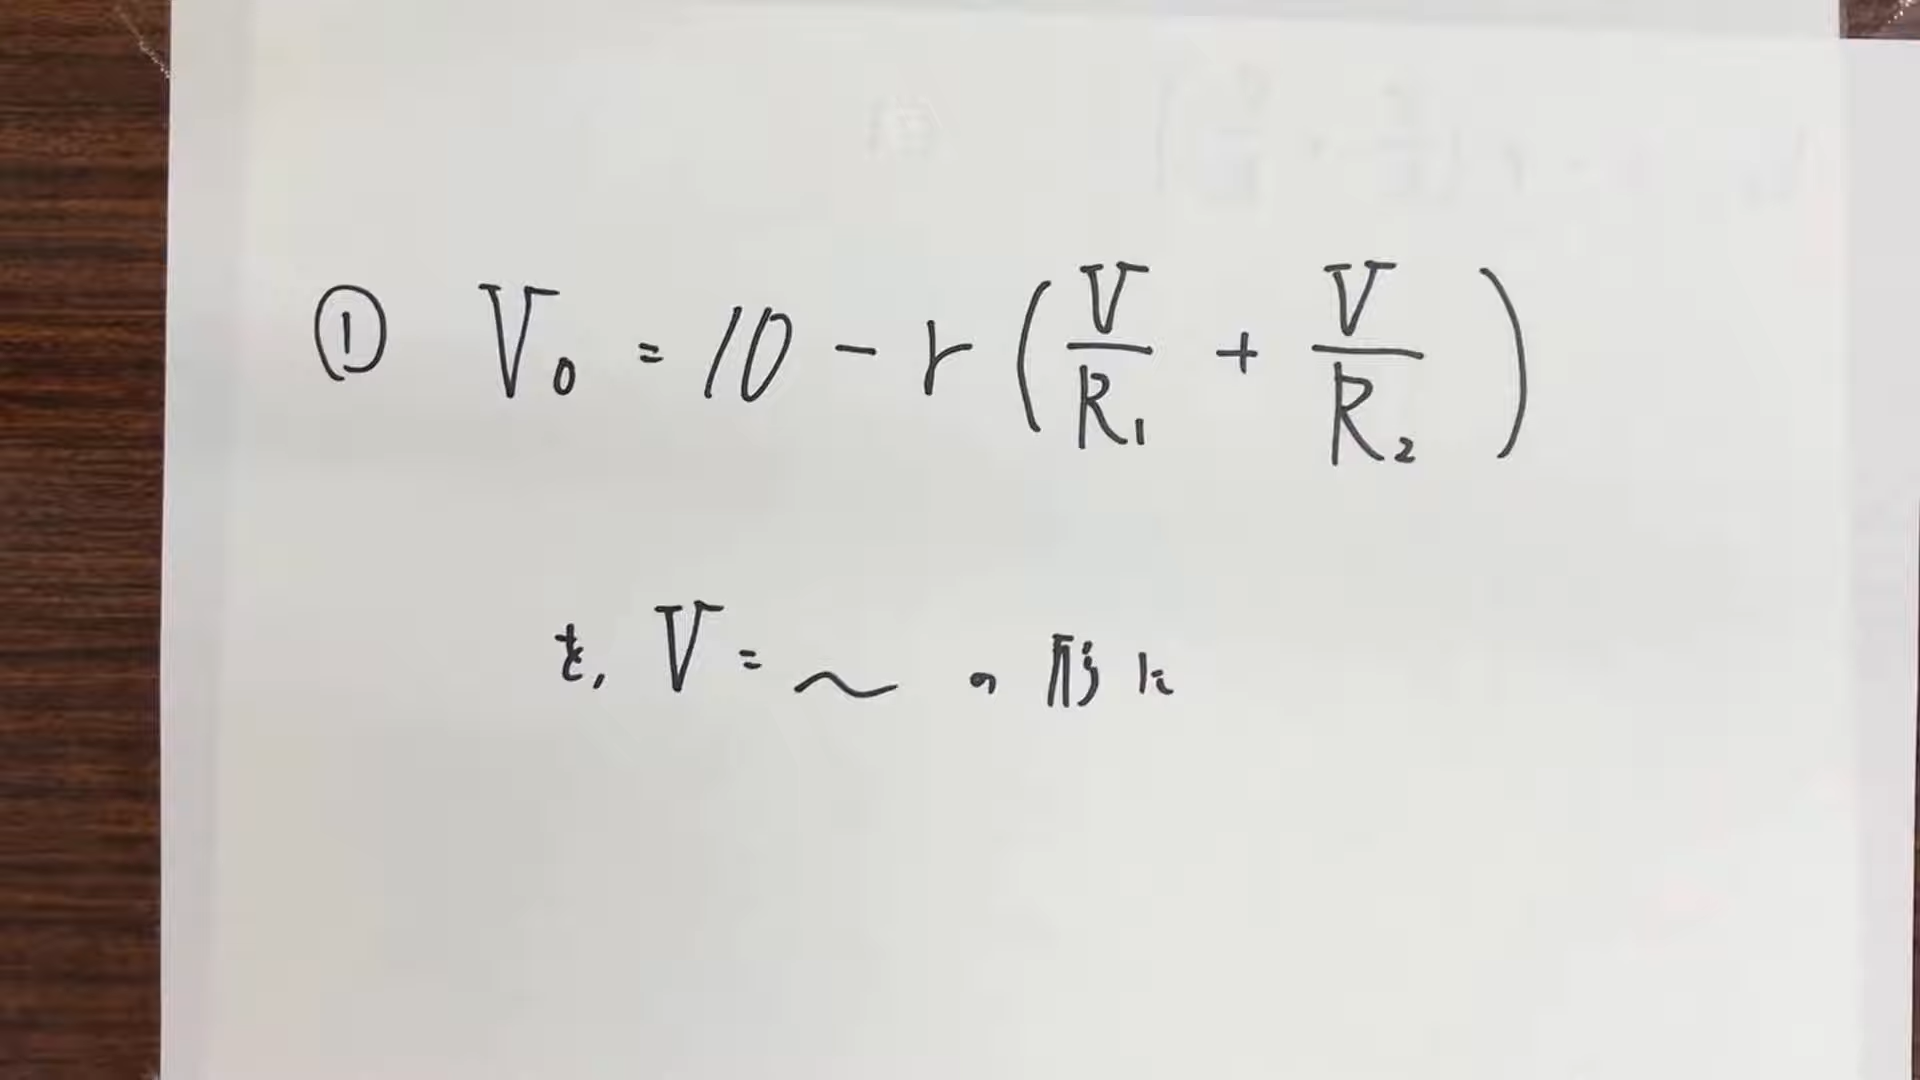 ① V₀ = 10 - r ( V/R₁ + V/R₂ )
を, V = 〜 の 形 に